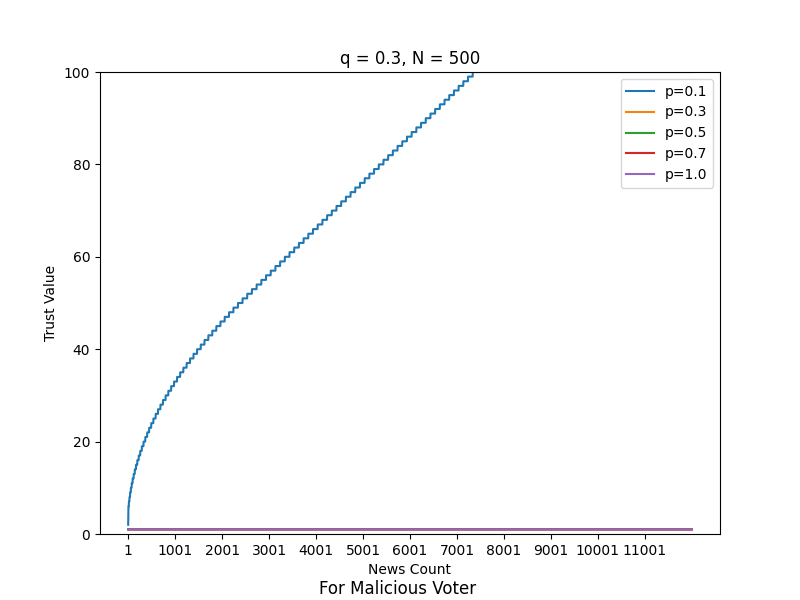 q = 0.3, N = 500
100
80
60
40
20
0
Trust Value
p=0.1
p=0.3
p=0.5
p=0.7
p=1.0
1 1001 2001 3001 4001 5001 6001 7001 8001 9001 10001 11001
News Count
For Malicious Voter